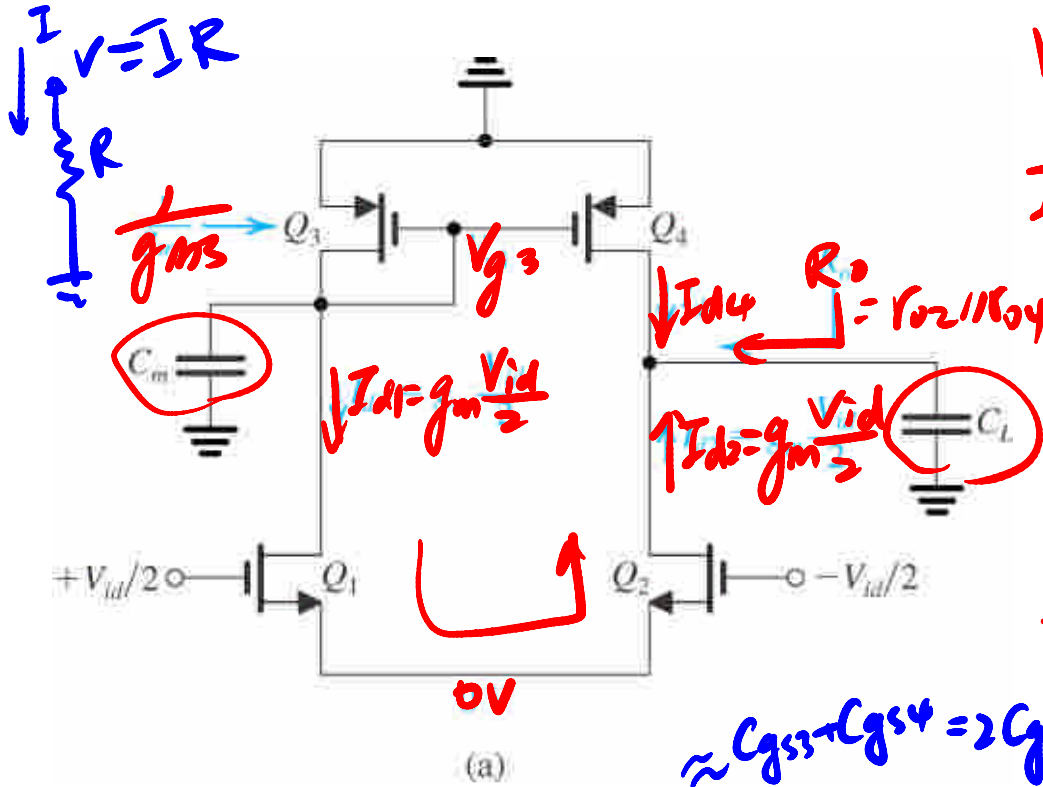 I
V=IR
R
1/gm3
Q3
Vg3
Q4
Id4
Ro
= ro2//ro4
Cm
Id1=gm Vid/2
Id2=gm Vid/2
CL
+Vid/2
Q1
Q2
−Vid/2
0V
≈Cgs3+Cgs4=2Cg
(a)